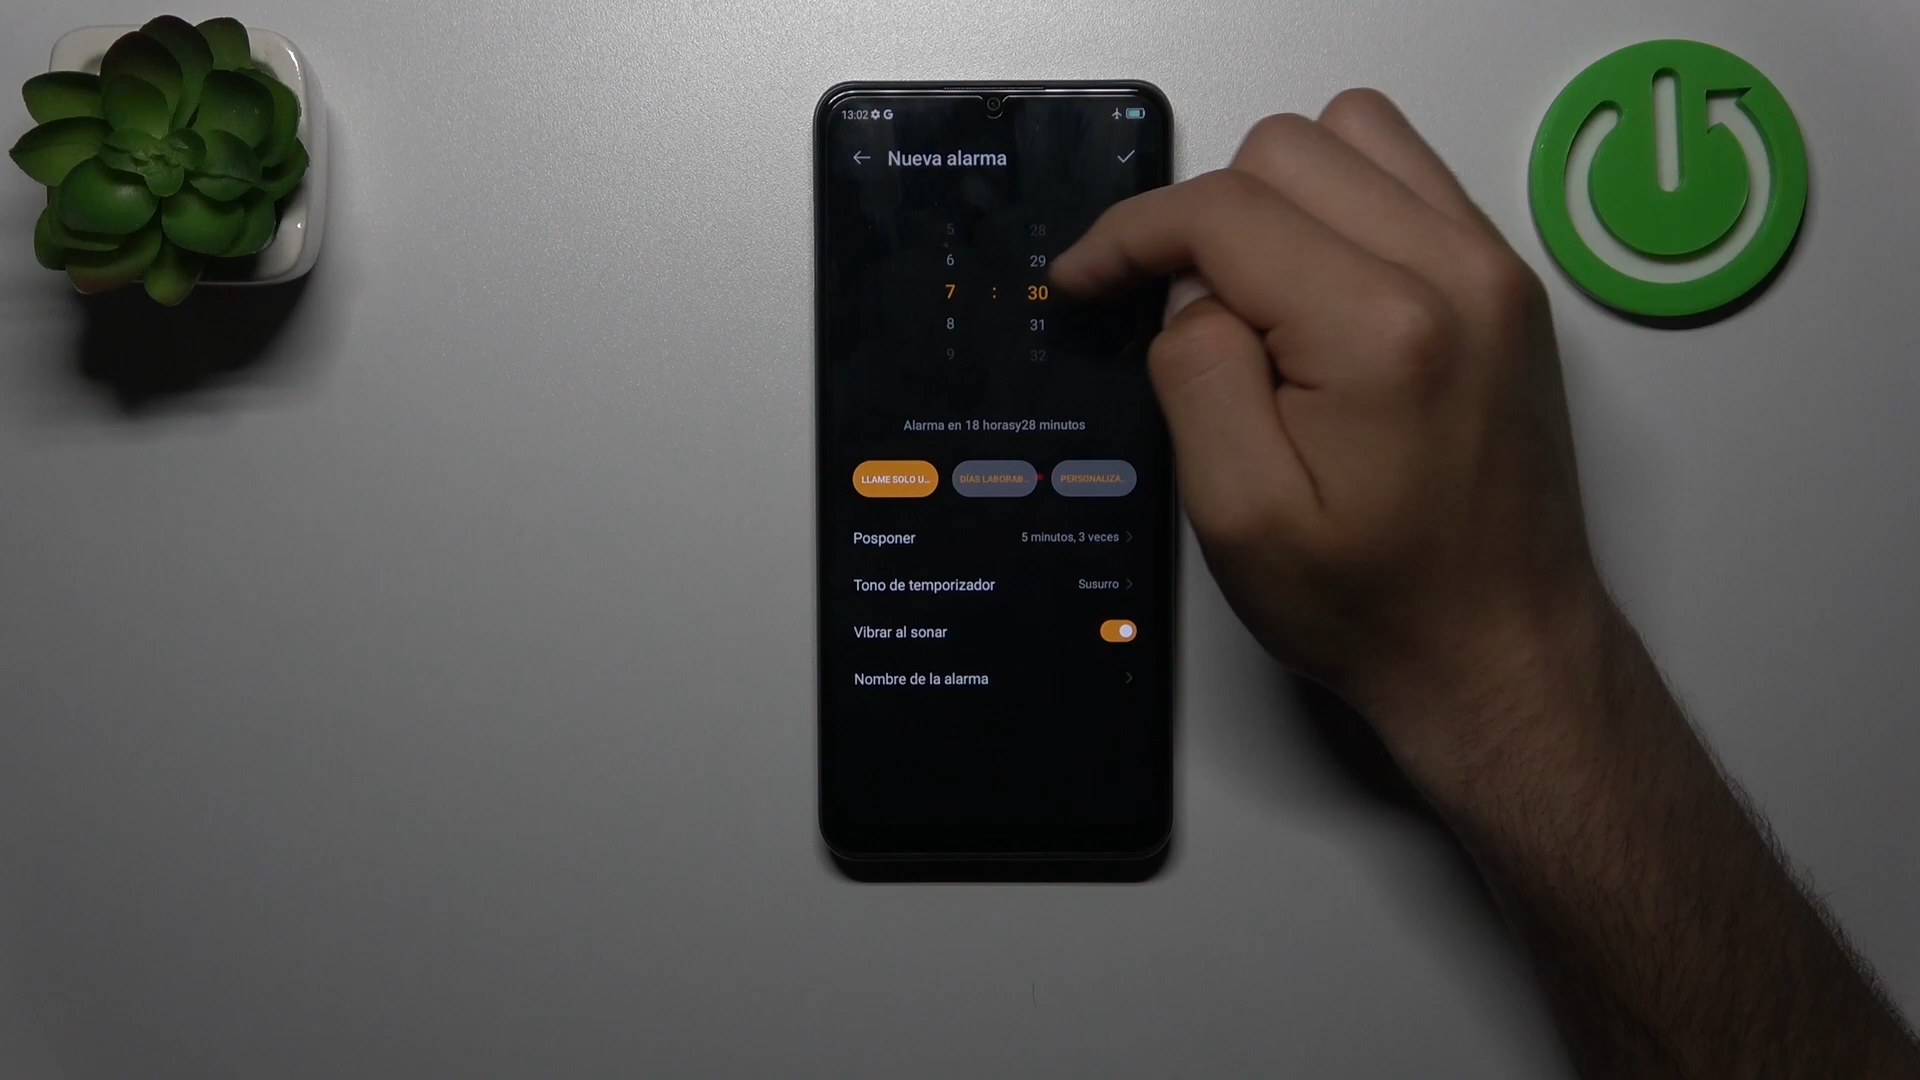 13:02
Nueva alarma
5 28
6 29
7 : 30
8 31
9 32
Alarma en 18 horasy28 minutos
LLAME SOLO U... DÍAS LABORAB... PERSONALIZA...
Posponer 5 minutos, 3 veces
Tono de temporizador Susurro
Vibrar al sonar
Nombre de la alarma